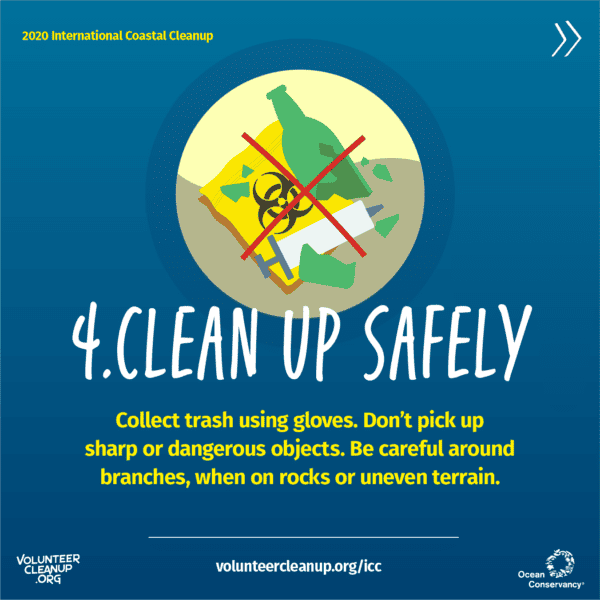 2020 International Coastal Cleanup
4.CLEAN UP SAFELY
Collect trash using gloves. Don't pick up
sharp or dangerous objects. Be careful around
branches, when on rocks or uneven terrain.
VOLUNTEER
CLEANUP
.ORG
volunteercleanup.org/icc
Ocean
Conservancy®